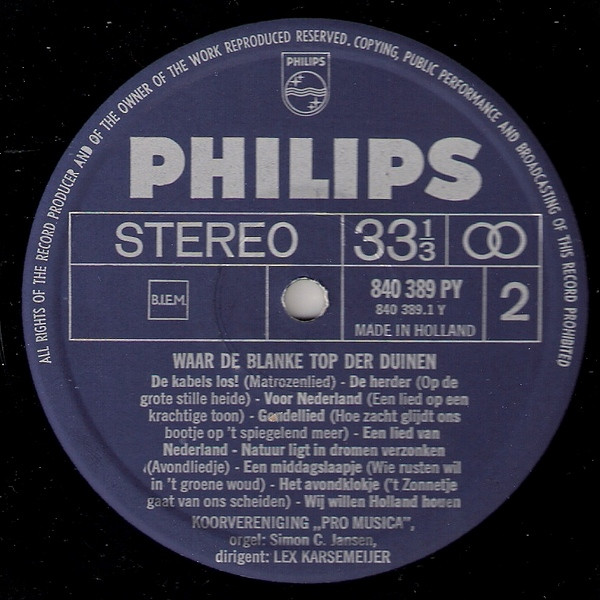 ALL RIGHTS OF THE RECORD PRODUCER AND OF THE OWNER OF THE WORK REPRODUCED RESERVED. COPYING, PUBLIC PERFORMANCE AND BROADCASTING OF THIS RECORD PROHIBITED
PHILIPS
PHILIPS
STEREO 33 1/3
B.I.E.M. 840 389 PY 2
840 389.1 Y
MADE IN HOLLAND
WAAR DE BLANKE TOP DER DUINEN
De kabels los! (Matrozenlied) - De herder (Op de
grote stille heide) - Voor Nederland (Een lied op een
krachtige toon) - Gondellied (Hoe zacht glijdt ons
bootje op 't spiegelend meer) - Een lied van
Nederland - Natuur ligt in dromen verzonken
(Avondliedje) - Een middagslaapje (Wie rusten wil
in 't groene woud) - Het avondklokje ('t Zonnetje
gaat van ons scheiden) - Wij willen Holland houen
KOORVERENIGING „PRO MUSICA",
orgel: Simon C. Jansen,
dirigent: LEX KARSEMEIJER